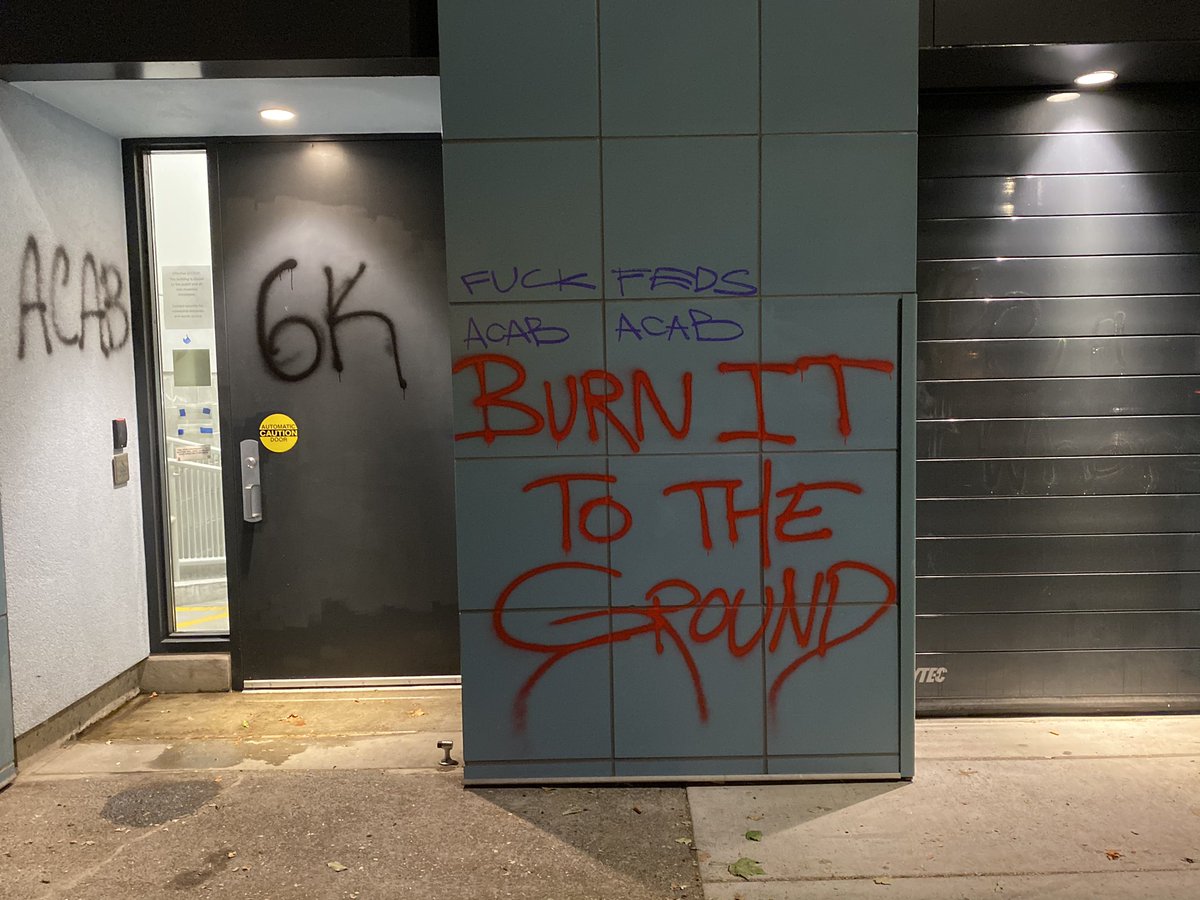 ACAB
6K
AUTOMATIC
CAUTION
DOOR
FUCK FEDS
ACAB ACAB
BURN IT
TO THE
GROUND